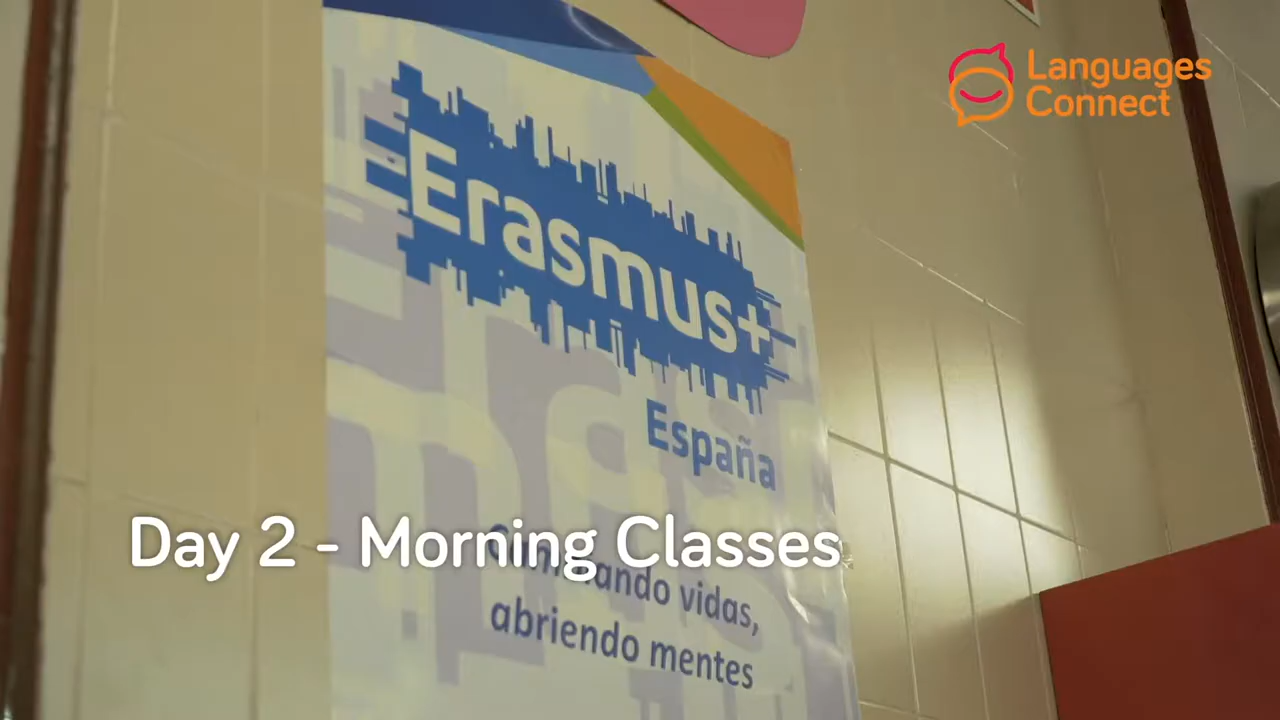 Languages
Connect
Erasmus+
España
Day 2 - Morning Classes
vidas,
abriendo mentes